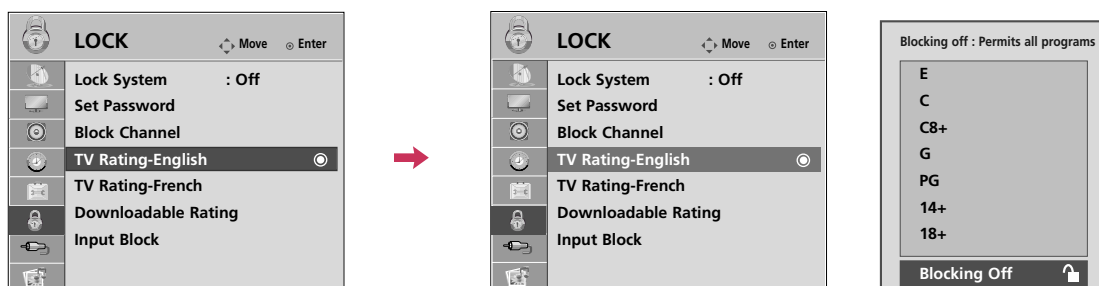 LOCK
Move
Enter
Lock System : Off
Set Password
Block Channel
TV Rating-English
TV Rating-French
Downloadable Rating
Input Block
LOCK
Move
Enter
Lock System : Off
Set Password
Block Channel
TV Rating-English
TV Rating-French
Downloadable Rating
Input Block
Blocking off : Permits all programs
E
C
C8+
G
PG
14+
18+
Blocking Off